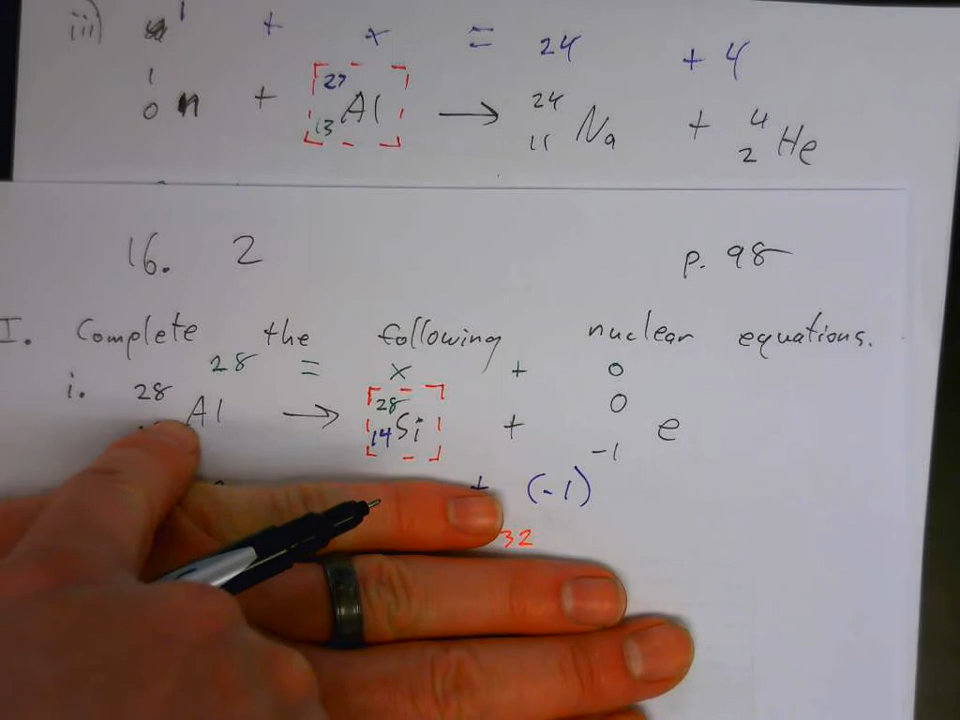 iii) 1 + x = 24 + 4
1 0 n + 27 13 Al → 24 11 Na + 4 2 He
16. 2 p. 98
I. Complete the following nuclear equations.
28 = x + 0
i. 28 Al → 28 14 Si + 0 -1 e
+ (-1)
32